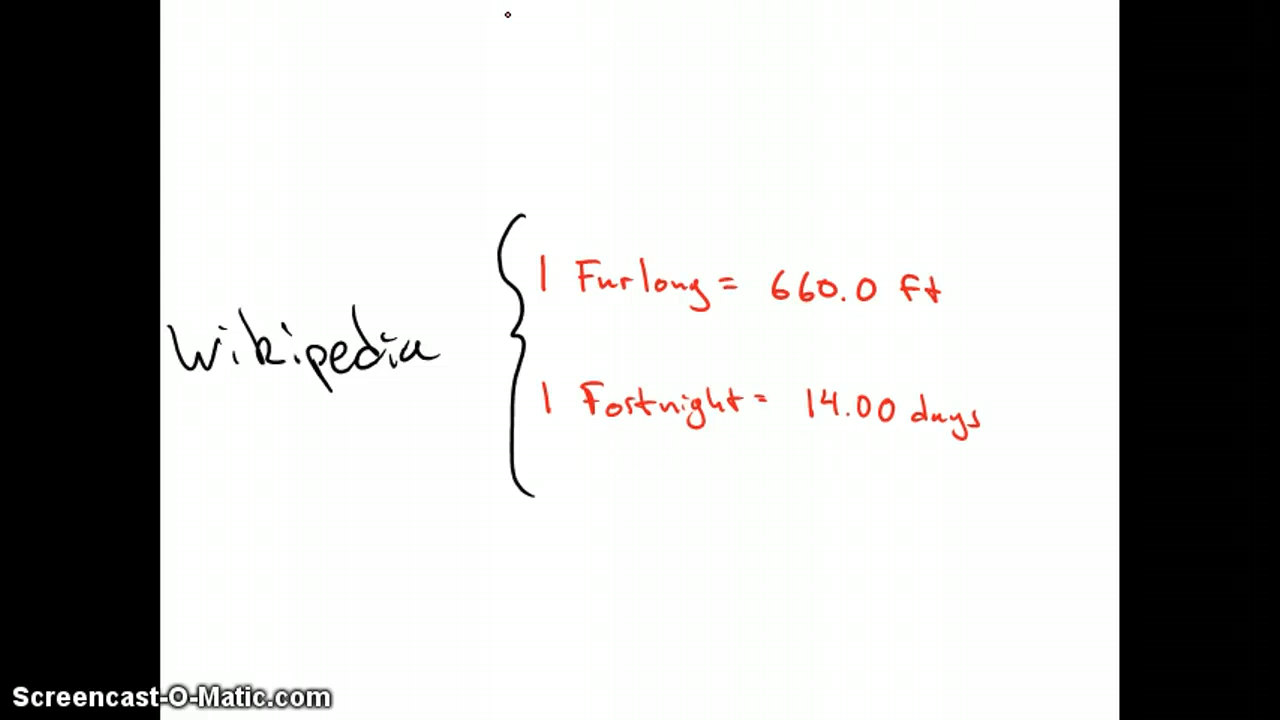 1 Furlong = 660.0 ft
Wikipedia
1 Fortnight = 14.00 days
Screencast-O-Matic.com